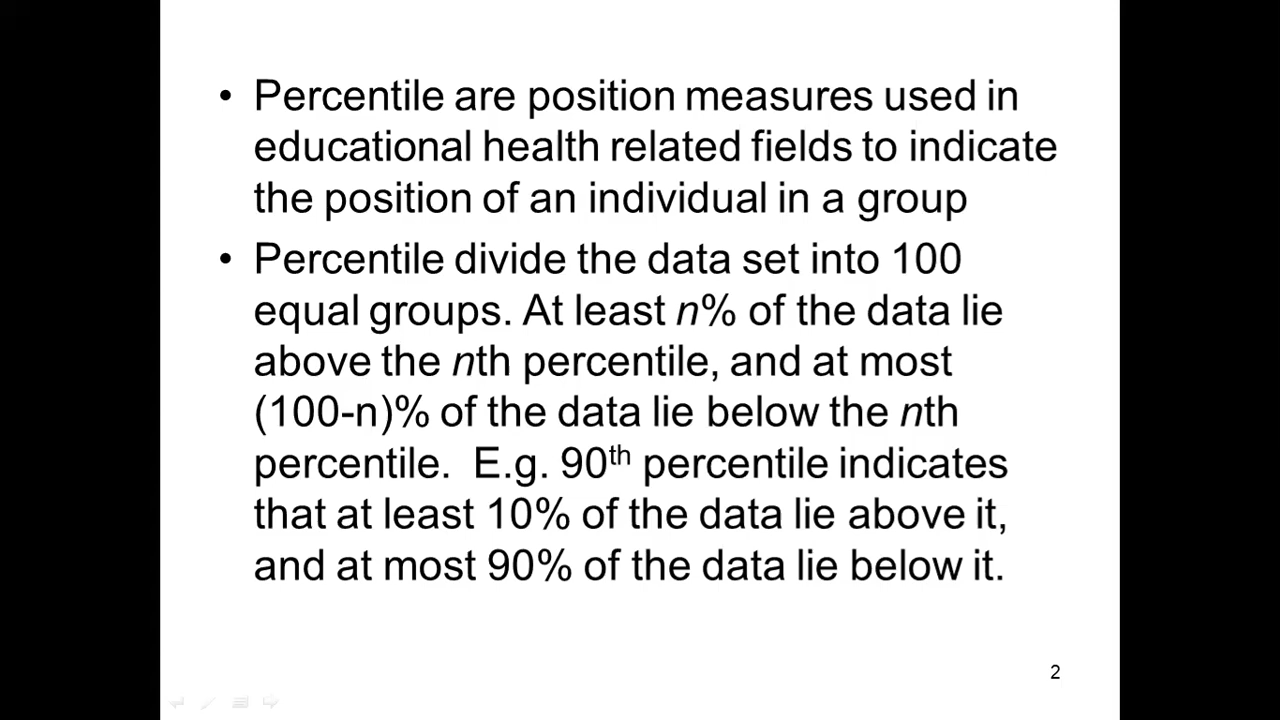 • Percentile are position measures used in
educational health related fields to indicate
the position of an individual in a group
• Percentile divide the data set into 100
equal groups. At least n% of the data lie
above the nth percentile, and at most
(100-n)% of the data lie below the nth
percentile.  E.g. 90th percentile indicates
that at least 10% of the data lie above it,
and at most 90% of the data lie below it.
2